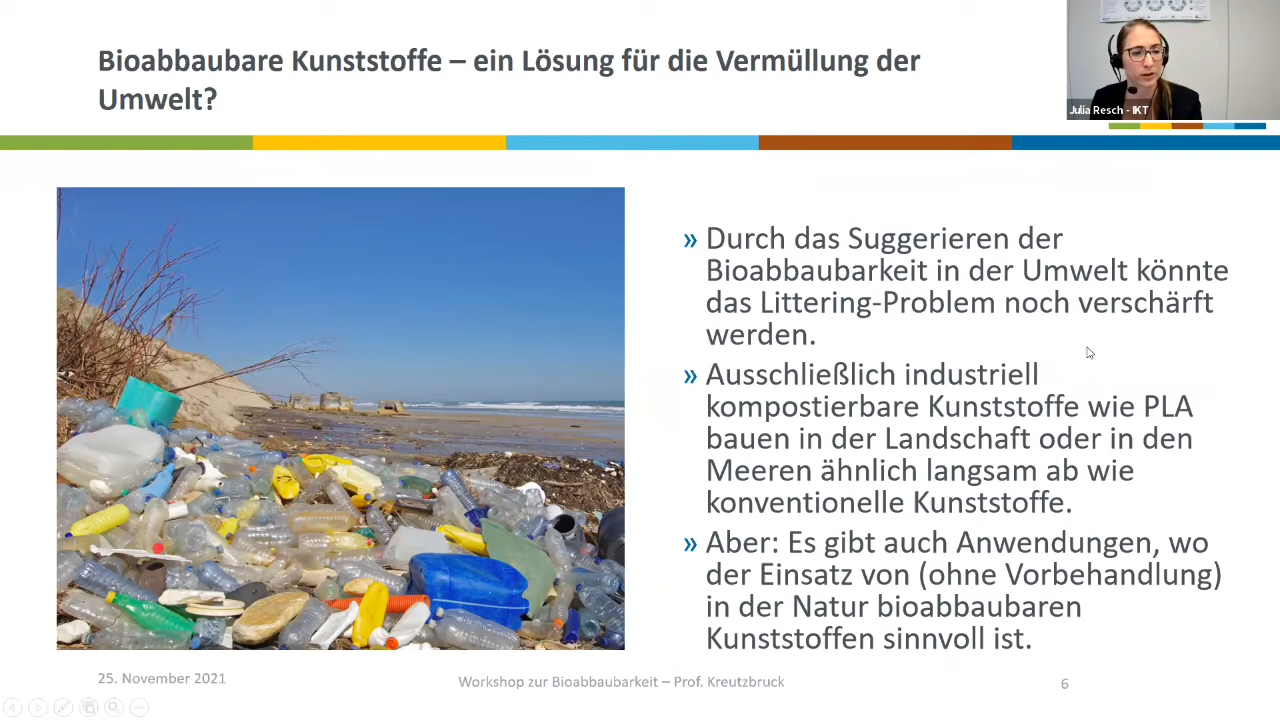 Bioabbaubare Kunststoffe – ein Lösung für die Vermüllung der
Umwelt?
Julia Resch - IKT
» Durch das Suggerieren der
Bioabbaubarkeit in der Umwelt könnte
das Littering-Problem noch verschärft
werden.
» Ausschließlich industriell
kompostierbare Kunststoffe wie PLA
bauen in der Landschaft oder in den
Meeren ähnlich langsam ab wie
konventionelle Kunststoffe.
» Aber: Es gibt auch Anwendungen, wo
der Einsatz von (ohne Vorbehandlung)
in der Natur bioabbaubaren
Kunststoffen sinnvoll ist.
25. November 2021
Workshop zur Bioabbaubarkeit – Prof. Kreutzbruck
6